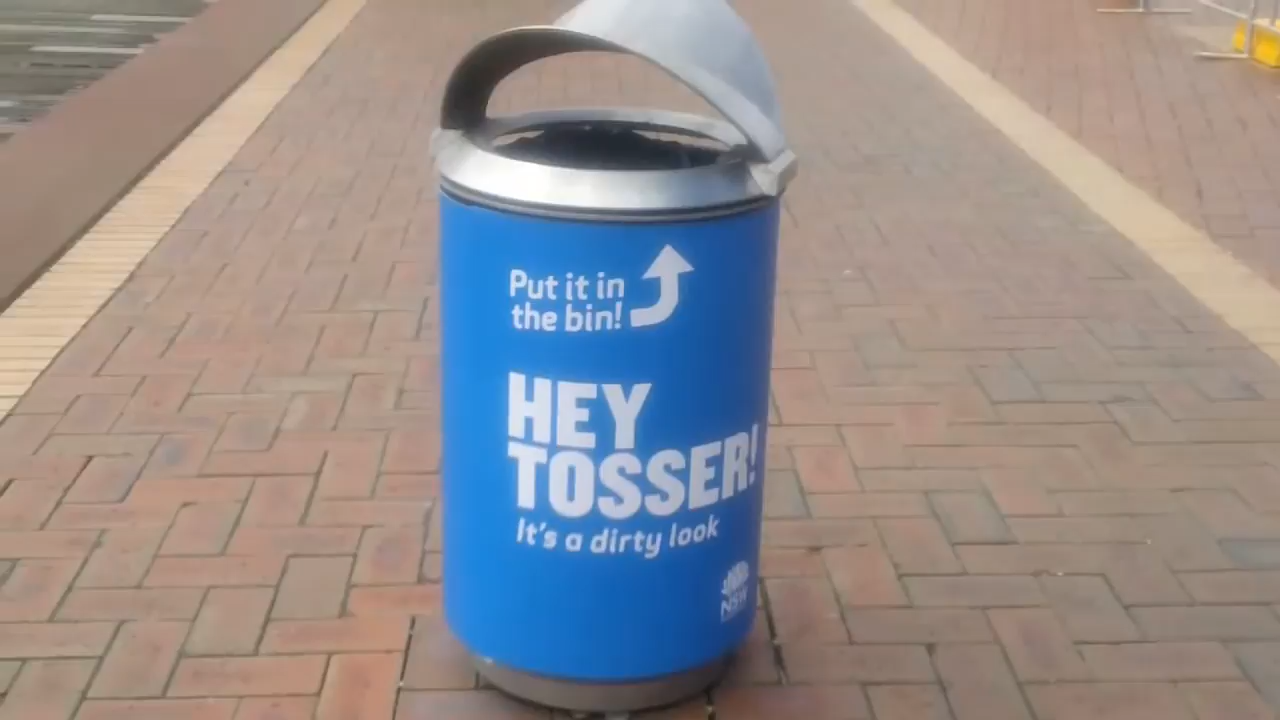 Put it in
the bin!
HEY
TOSSER!
It's a dirty look
NSW